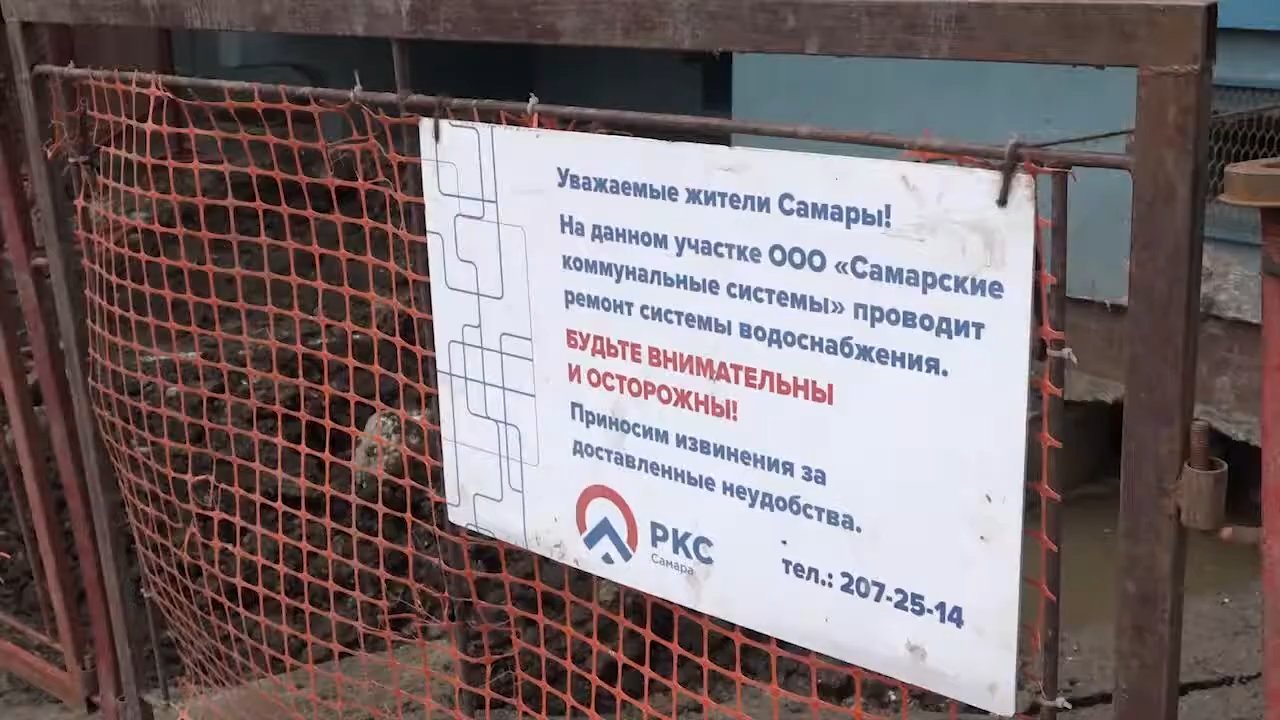 Уважаемые жители Самары!
На данном участке ООО «Самарские
коммунальные системы» проводит
ремонт системы водоснабжения.
БУДЬТЕ ВНИМАТЕЛЬНЫ
И ОСТОРОЖНЫ!
Приносим извинения за
доставленные неудобства.
РКС
Самара
тел.: 207-25-14